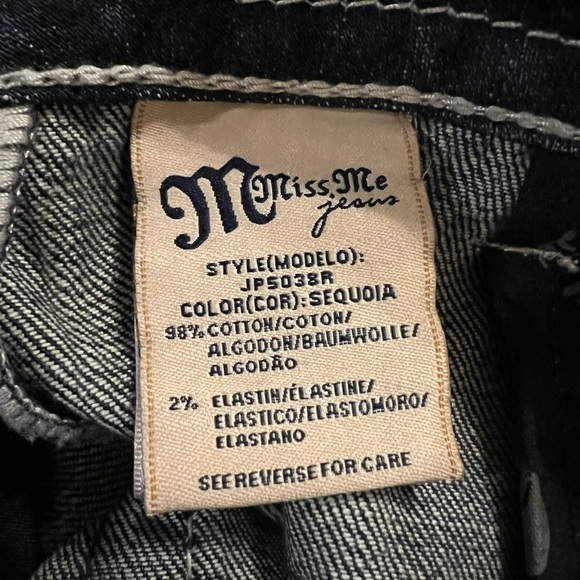 M Miss Me
jesus
STYLE(MODELO):
JP5038R
COLOR(COR): SEQUOIA
98% COTTON/COTON/
ALGODON/BAUMWOLLE/
ALGODÃO
2% ELASTIN/ÉLASTINE/
ELASTICO/ELASTOMORO/
ELASTANO
SEE REVERSE FOR CARE